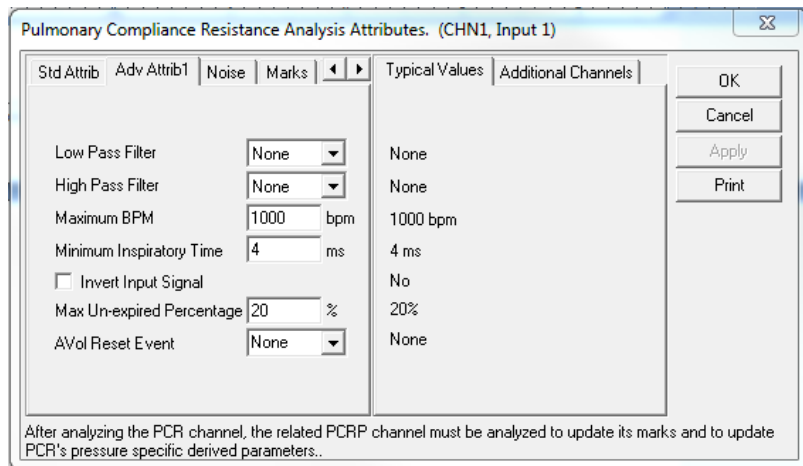 Pulmonary Compliance Resistance Analysis Attributes. (CHN1, Input 1)
Std Attrib Adv Attrib1 Noise Marks Typical Values Additional Channels
OK
Cancel
Apply
Print
Low Pass Filter None None
High Pass Filter None None
Maximum BPM 1000 bpm 1000 bpm
Minimum Inspiratory Time 4 ms 4 ms
Invert Input Signal No
Max Un-expired Percentage 20 % 20%
AVol Reset Event None None
After analyzing the PCR channel, the related PCRP channel must be analyzed to update its marks and to update
PCR's pressure specific derived parameters..